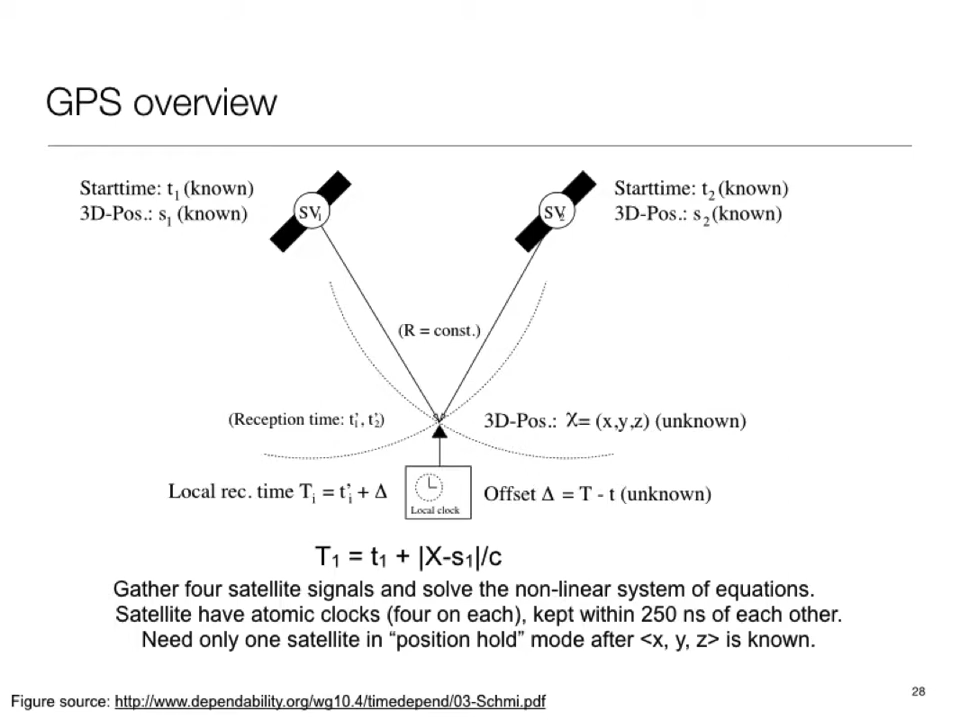 GPS overview
Starttime: t1 (known)
3D-Pos.: s1 (known)
SV1
SV2
Starttime: t2 (known)
3D-Pos.: s2 (known)
(R = const.)
(Reception time: t'1, t'2)
3D-Pos.: χ= (x,y,z) (unknown)
Local rec. time Ti = t'i + Δ
Local clock
Offset Δ = T - t (unknown)
T1 = t1 + |X-s1|/c
Gather four satellite signals and solve the non-linear system of equations.
Satellite have atomic clocks (four on each), kept within 250 ns of each other.
Need only one satellite in “position hold” mode after <x, y, z> is known.
Figure source: http://www.dependability.org/wg10.4/timedepend/03-Schmi.pdf
28